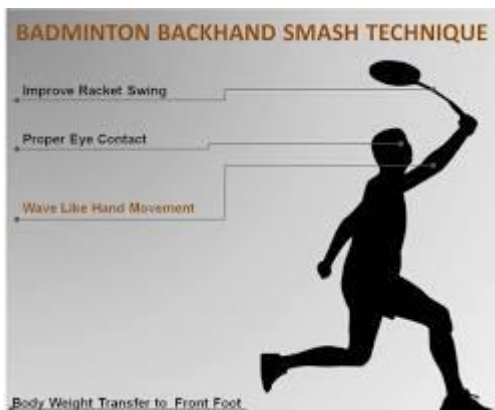 BADMINTON BACKHAND SMASH TECHNIQUE
Improve Racket Swing
Proper Eye Contact
Wave Like Hand Movement
Body Weight Transfer to Front Foot